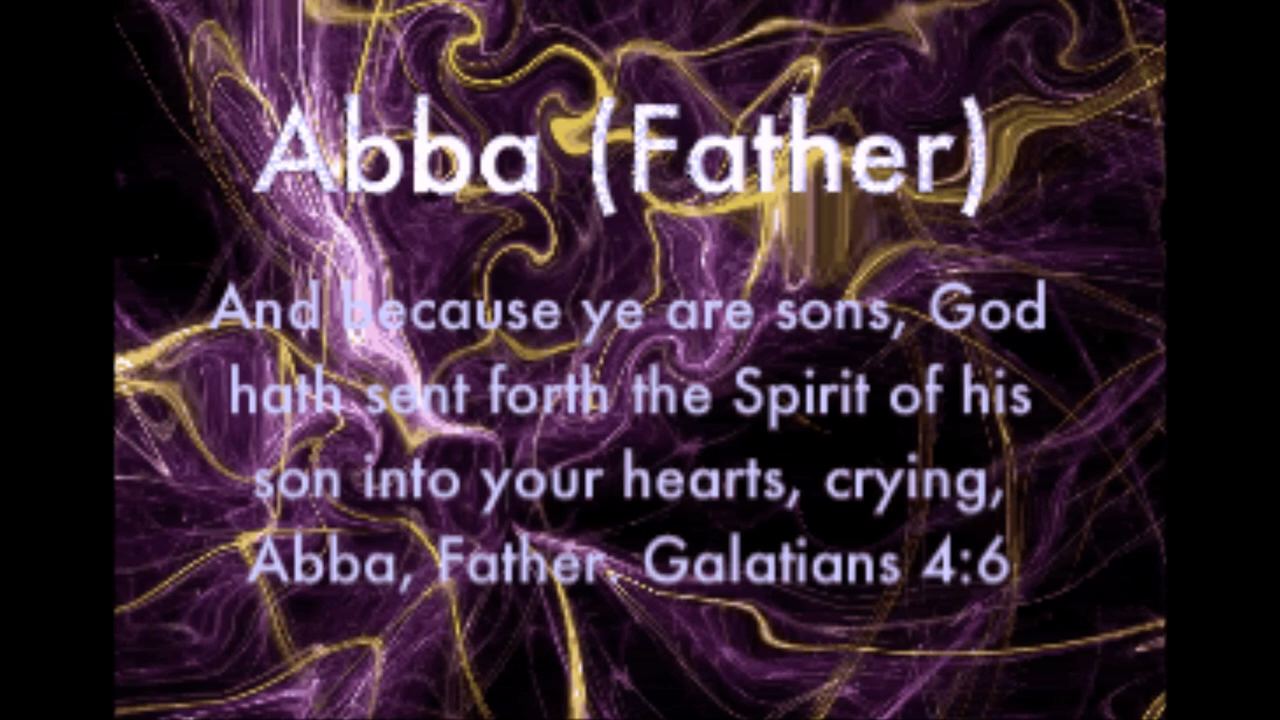 Abba (Father)
And because ye are sons, God
hath sent forth the Spirit of his
son into your hearts, crying,
Abba, Father. Galatians 4:6